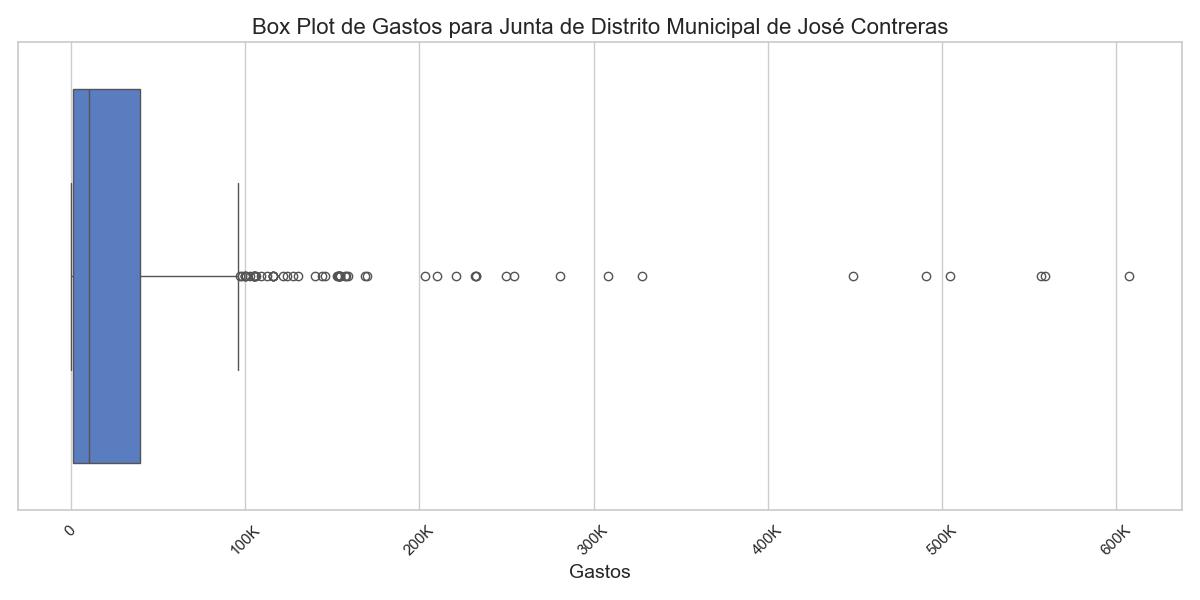 Box Plot de Gastos para Junta de Distrito Municipal de José Contreras
0
100K
200K
300K
400K
500K
600K
Gastos